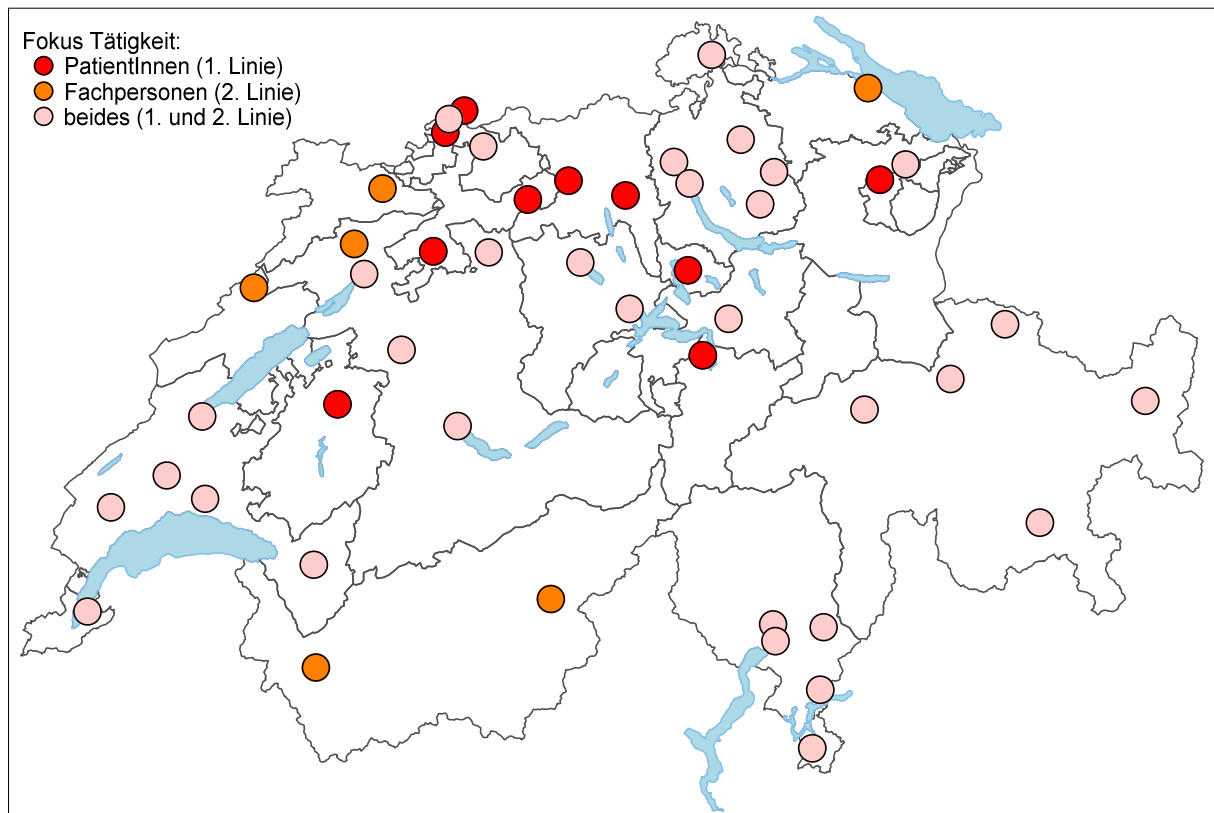 Fokus Tätigkeit:
PatientInnen (1. Linie)
Fachpersonen (2. Linie)
beides (1. und 2. Linie)